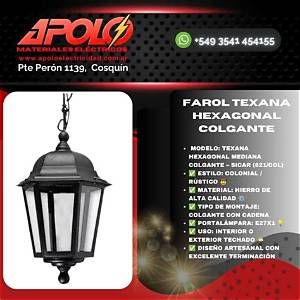 APOLO
MATERIALES ELÉCTRICOS
www.apoloelectricidad.com.ar
Pte Perón 1139, Cosquín
+549 3541 454155
FAROL TEXANA
HEXAGONAL
COLGANTE
• MODELO: TEXANA
HEXAGONAL MEDIANA
COLGANTE – SICAR (621/COL)
• ✅ ESTILO: COLONIAL /
RÚSTICO 🤠
• ✅ MATERIAL: HIERRO DE
ALTA CALIDAD
• ✅ TIPO DE MONTAJE:
COLGANTE CON CADENA
• ✅ PORTALÁMPARA: E27X1 💡
• ✅ USO: INTERIOR O
EXTERIOR TECHADO
• ✅ DISEÑO ARTESANAL CON
EXCELENTE TERMINACIÓN